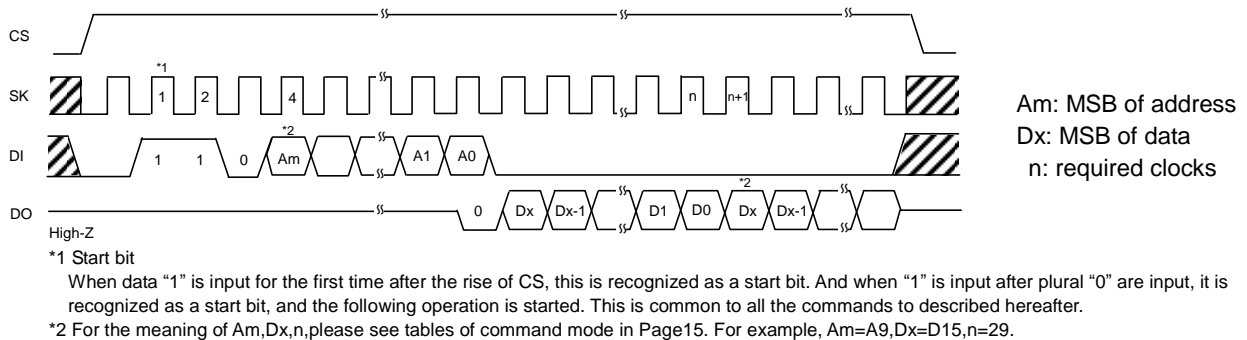 CS
*1
SK 1 2 4 n n+1
*2
DI 1 1 0 Am A1 A0
*2
DO 0 Dx Dx-1 D1 D0 Dx Dx-1
High-Z
Am: MSB of address
Dx: MSB of data
n: required clocks
*1 Start bit
When data “1” is input for the first time after the rise of CS, this is recognized as a start bit. And when “1” is input after plural “0” are input, it is
recognized as a start bit, and the following operation is started. This is common to all the commands to described hereafter.
*2 For the meaning of Am,Dx,n,please see tables of command mode in Page15. For example, Am=A9,Dx=D15,n=29.